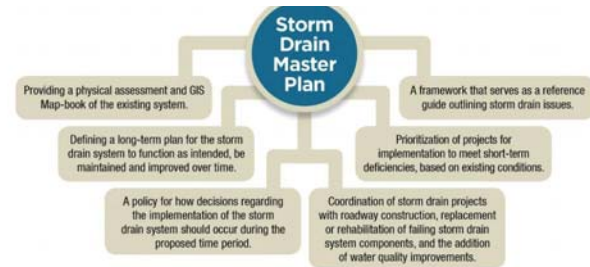 Storm
Drain
Master
Plan
Providing a physical assessment and GIS
Map-book of the existing system.
A framework that serves as a reference
guide outlining storm drain issues.
Defining a long-term plan for the storm
drain system to function as intended, be
maintained and improved over time.
Prioritization of projects for
implementation to meet short-term
deficiencies, based on existing conditions.
A policy for how decisions regarding
the implementation of the storm
drain system should occur during the
proposed time period.
Coordination of storm drain projects
with roadway construction, replacement
or rehabilitation of failing storm drain
system components, and the addition
of water quality improvements.